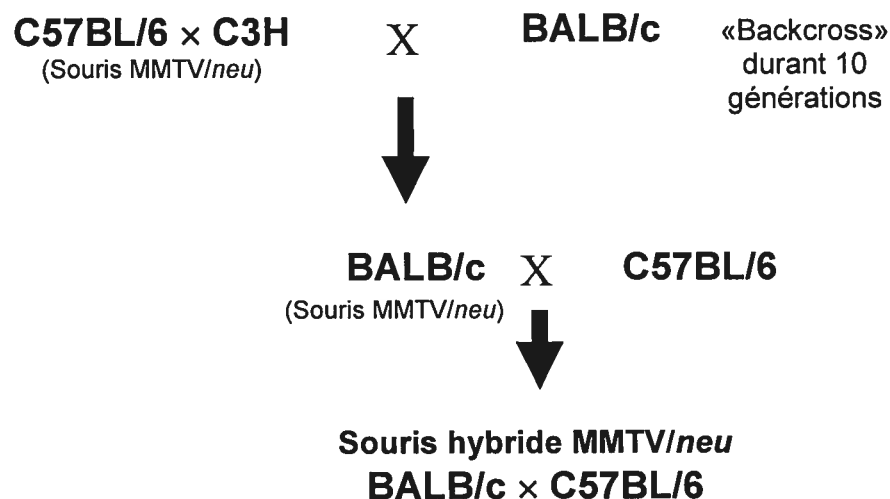 C57BL/6 × C3H X BALB/c «Backcross»
(Souris MMTV/neu) durant 10
générations
BALB/c X C57BL/6
(Souris MMTV/neu)
Souris hybride MMTV/neu
BALB/c × C57BL/6